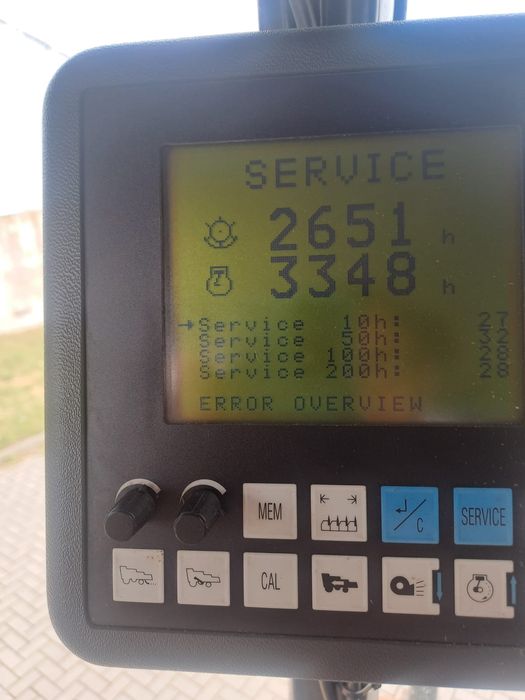 SERVICE
2651 h
3348 h
→Service 10h: 27
Service 50h: 32
Service 100h: 28
Service 200h: 28
ERROR OVERVIEW
MEM
/C
SERVICE
CAL